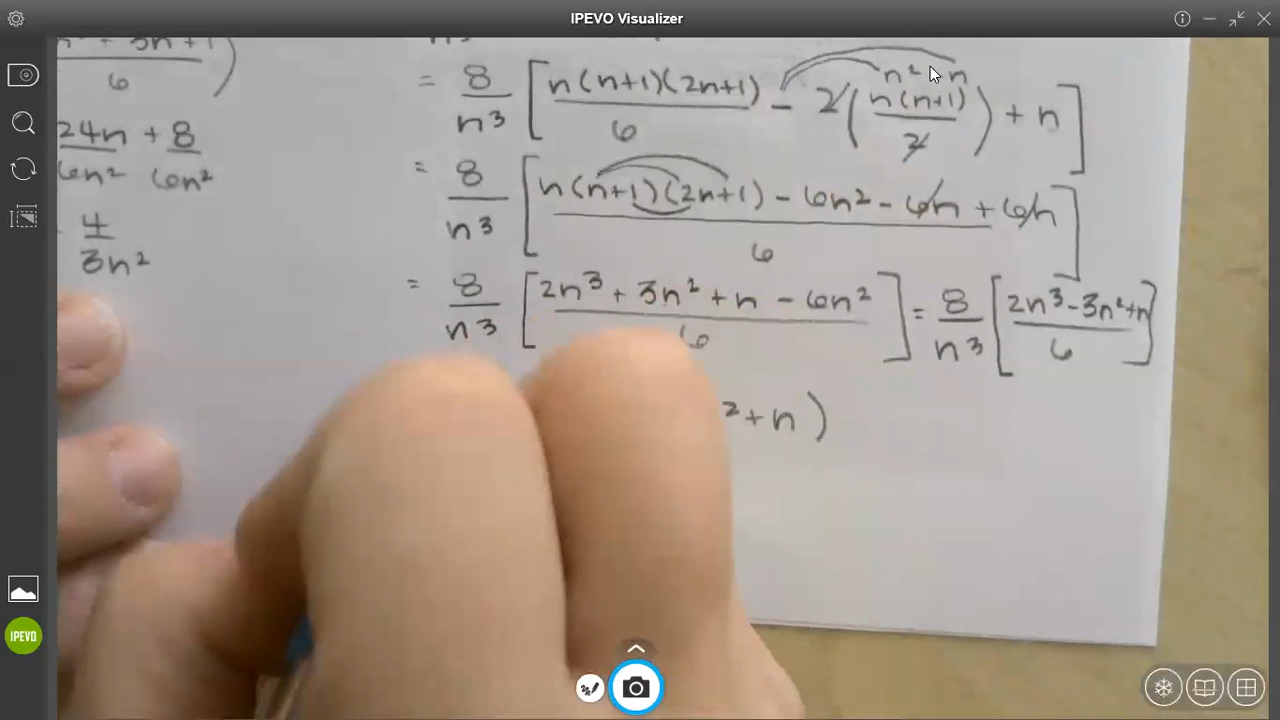 IPEVO Visualizer
6
24n/6n² + 8/6n²
4/3n²
= 8/n³ [ n(n+1)(2n+1)/6 - 2( n(n+1)/2 ) + n ]
n² n
= 8/n³ [ n(n+1)(2n+1) - 6n² - 6n + 6n / 6 ]
= 8/n³ [ 2n³ + 3n² + n - 6n² / 6 ] = 8/n³ [ 2n³ - 3n² + n / 6 ]
² + n )
IPEVO